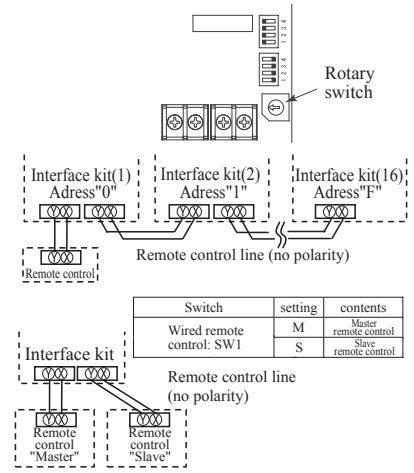 1 2 3 4
1 2 3 4
Rotary
switch
Interface kit(1)
Adress"0"
Interface kit(2)
Adress"1"
Interface kit(16)
Adress"F"
Remote control line (no polarity)
Remote control
Switch setting contents
Wired remote
control: SW1
M Master
remote control
S Slave
remote control
Interface kit
Remote control line
(no polarity)
Remote
control
"Master"
Remote
control
"Slave"